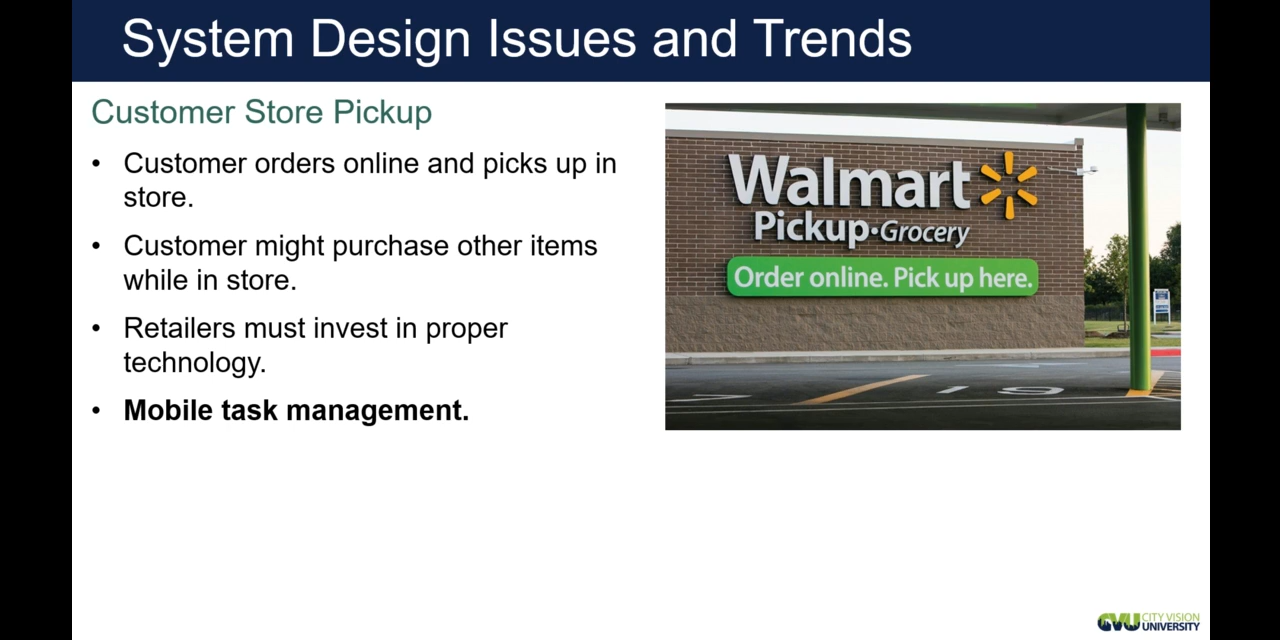 System Design Issues and Trends
Customer Store Pickup
• Customer orders online and picks up in
store.
• Customer might purchase other items
while in store.
• Retailers must invest in proper
technology.
• Mobile task management.
Walmart
Pickup·Grocery
Order online. Pick up here.
19
CVU CITY VISION
UNIVERSITY